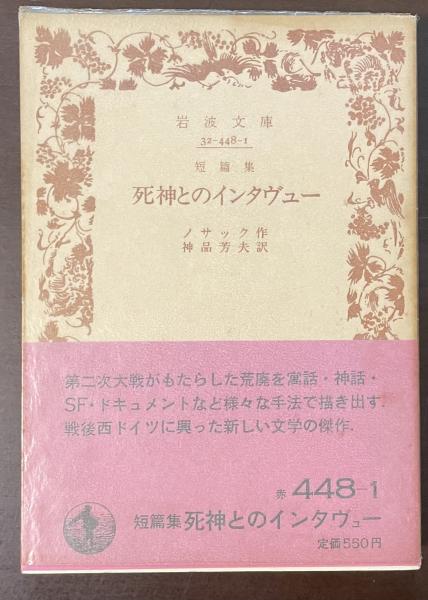 岩波文庫
32-448-1
短篇集
死神とのインタヴュー
ノサック作
神品芳夫訳
第二次大戦がもたらした荒廃を寓話・神話・
SF・ドキュメントなど様々な手法で描き出す.
戦後西ドイツに興った新しい文学の傑作.
赤 448-1
短篇集 死神とのインタヴュー
定価550円